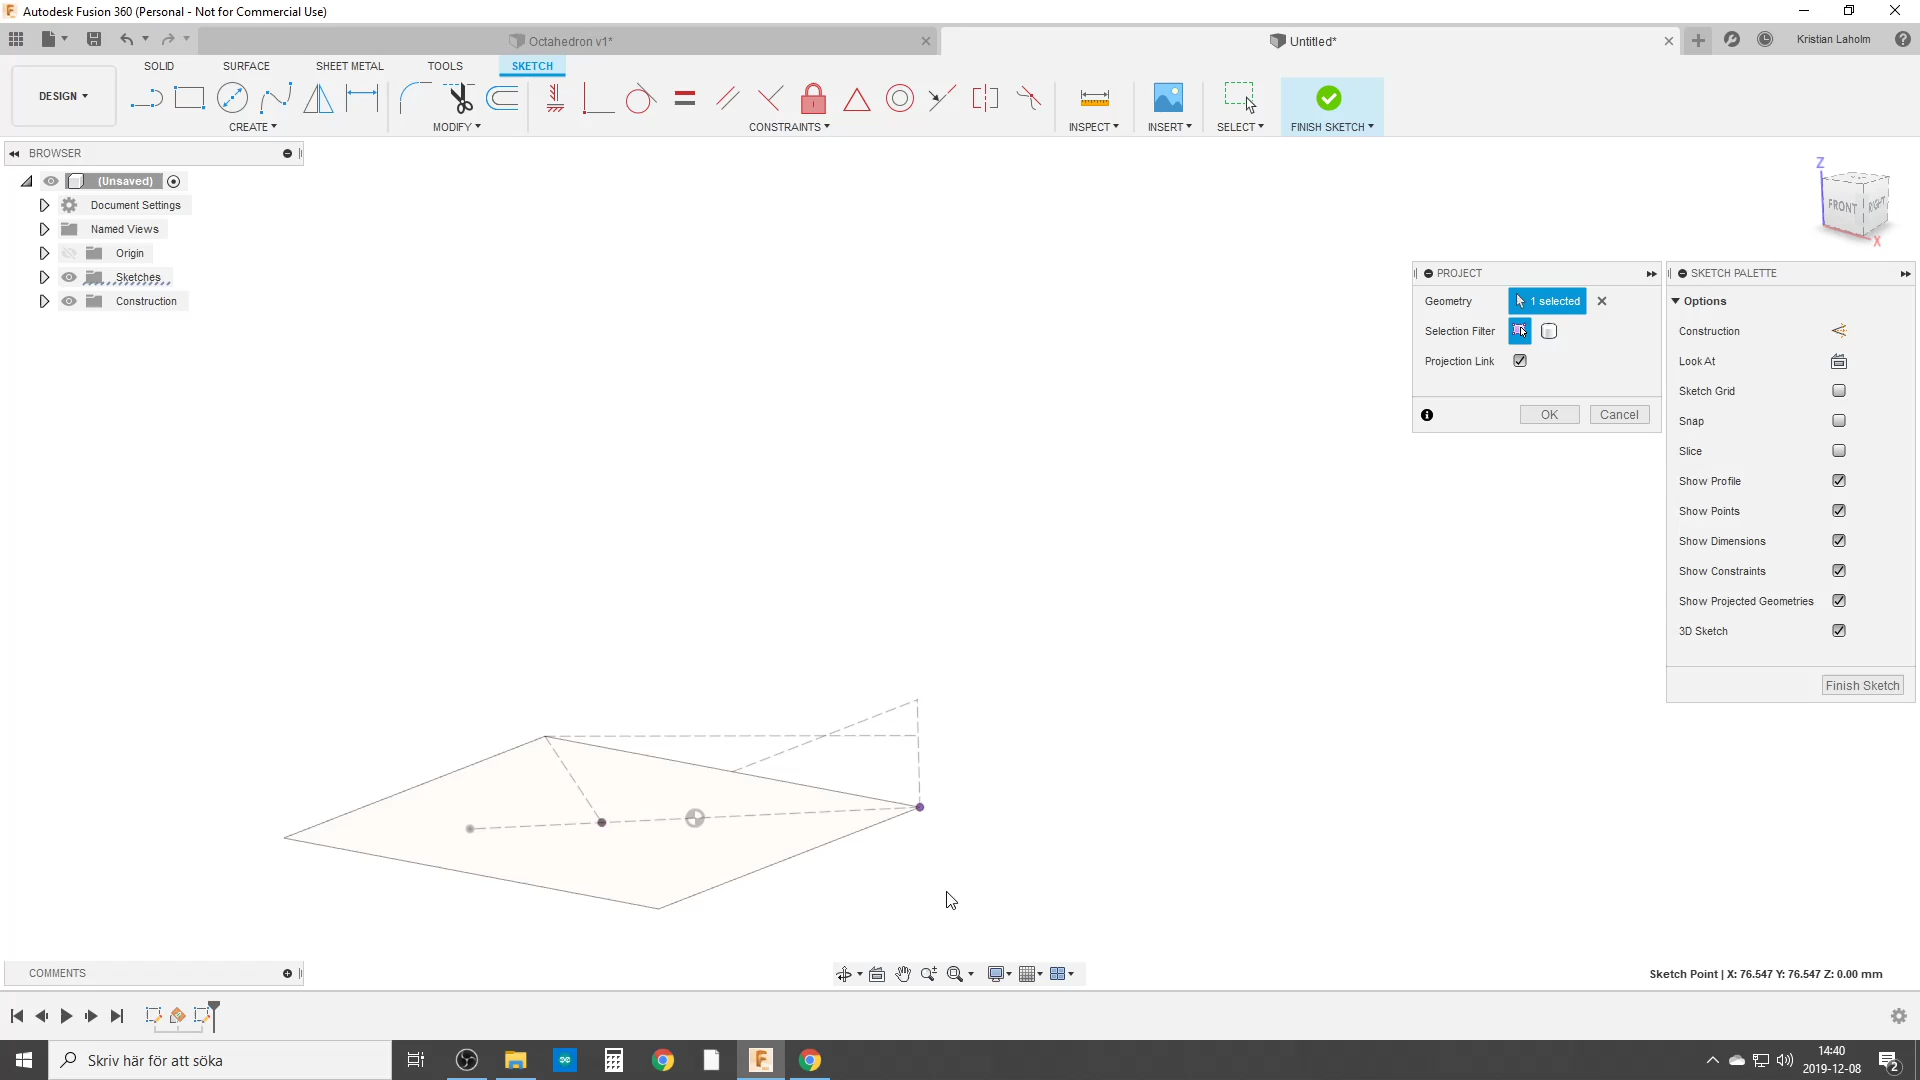 Autodesk Fusion 360 (Personal - Not for Commercial Use)
Octahedron v1*
Untitled*
Kristian Laholm
SOLID
SURFACE
SHEET METAL
TOOLS
SKETCH
DESIGN
CREATE
MODIFY
CONSTRAINTS
INSPECT
INSERT
SELECT
FINISH SKETCH
BROWSER
(Unsaved)
Document Settings
Named Views
Origin
Sketches
Construction
Z
FRONT
RIGHT
X
PROJECT
Geometry
1 selected
Selection Filter
Projection Link
OK
Cancel
SKETCH PALETTE
Options
Construction
Look At
Sketch Grid
Snap
Slice
Show Profile
Show Points
Show Dimensions
Show Constraints
Show Projected Geometries
3D Sketch
Finish Sketch
COMMENTS
Sketch Point | X: 76.547 Y: 76.547 Z: 0.00 mm
Skriv här för att söka
14:40
2019-12-08
2